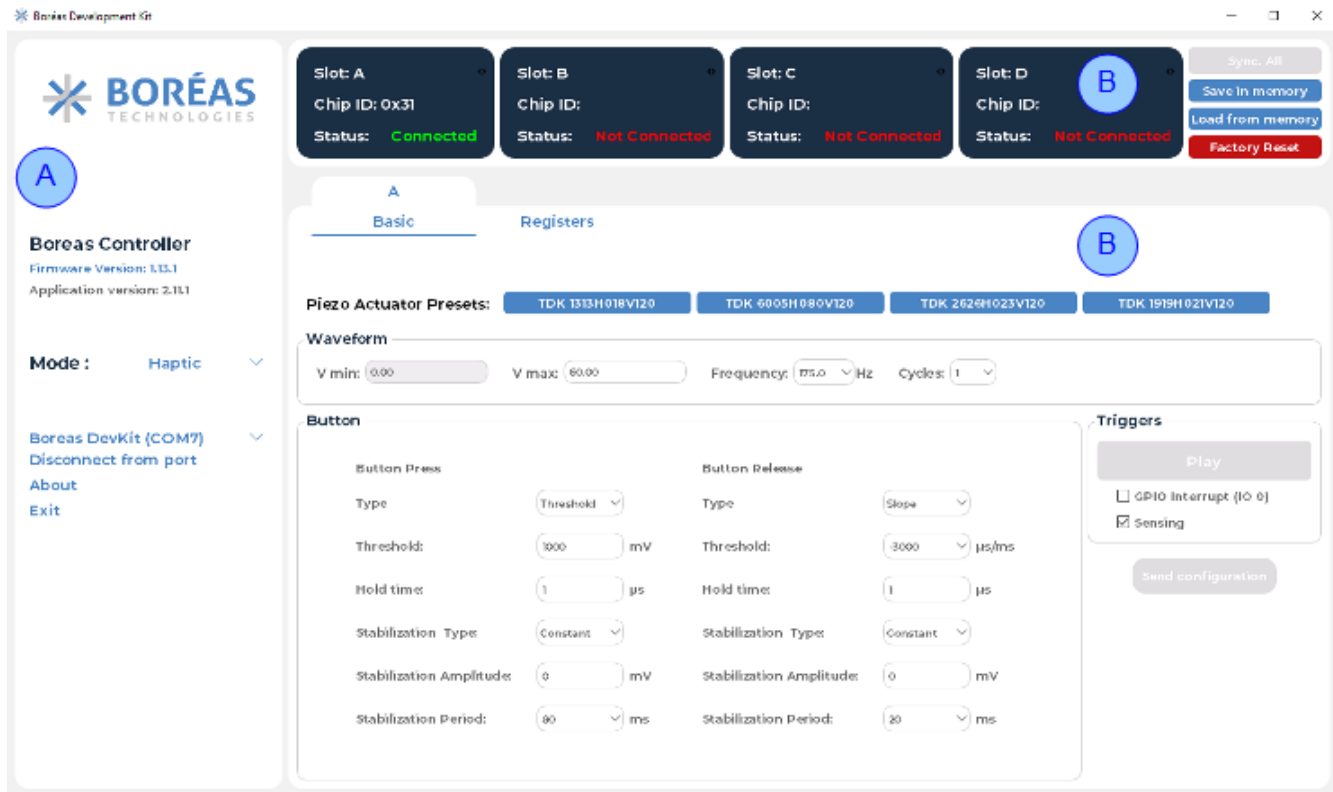 Boréas Development Kit
BORÉAS
TECHNOLOGIES
A
Boreas Controller
Firmware Version: 1.13.1
Application version: 2.11.1
Mode : Haptic
Boreas DevKit (COM7)
Disconnect from port
About
Exit
Slot: A
Chip ID: 0x31
Status: Connected
Slot: B
Chip ID:
Status: Not Connected
Slot: C
Chip ID:
Status: Not Connected
Slot: D
Chip ID:
Status: Not Connected
B
Sync. All
Save in memory
Load from memory
Factory Reset
A
Basic Registers
B
Piezo Actuator Presets: TDK 1313H018V120 TDK 6005H080V120 TDK 2626H023V120 TDK 1919H021V120
Waveform
V min: 0.00 V max: 60.00 Frequency: 175.0 Hz Cycles: 1
Button
Button Press
Type Threshold
Threshold: 1000 mV
Hold time: 1 µs
Stabilization Type: Constant
Stabilization Amplitude: 0 mV
Stabilization Period: 80 ms
Button Release
Type Slope
Threshold: -3000 µs/ms
Hold time: 1 µs
Stabilization Type: Constant
Stabilization Amplitude: 0 mV
Stabilization Period: 20 ms
Triggers
Play
GPIO Interrupt (IO 0)
Sensing
Send configuration